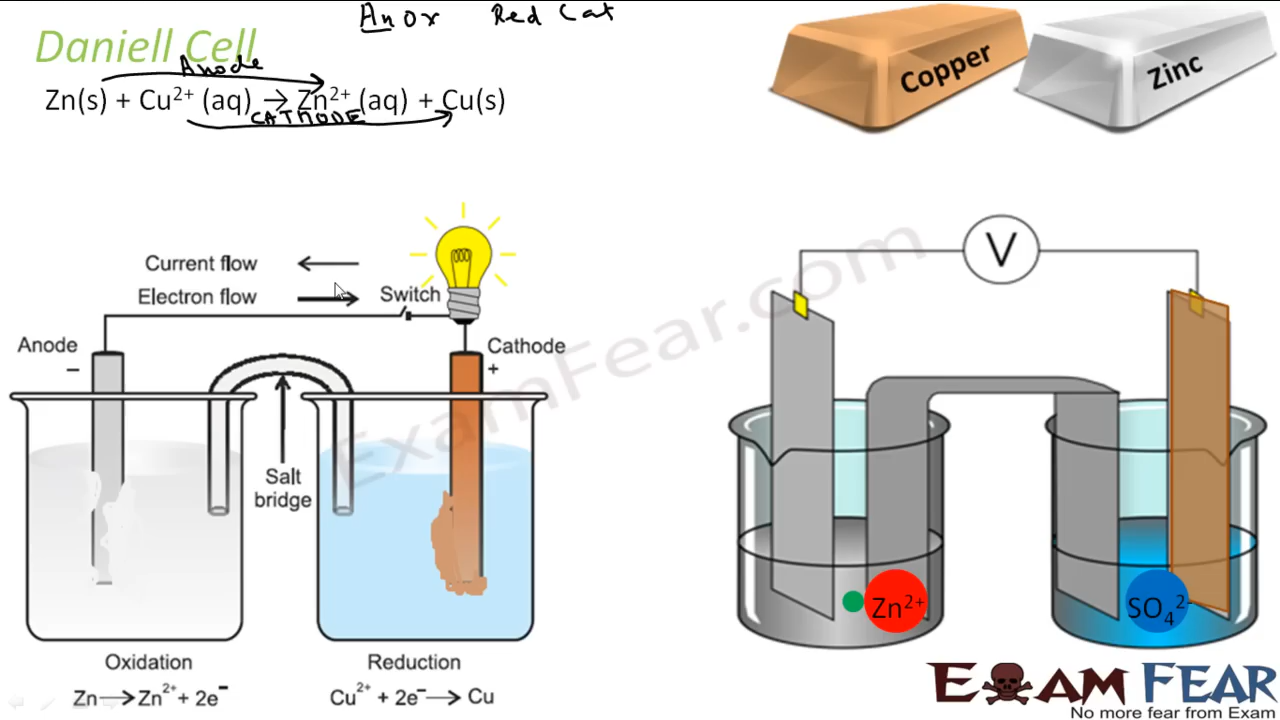 An Ox Red Cat
Daniell Cell
Anode
Zn(s) + Cu²⁺ (aq) → Zn²⁺ (aq) + Cu(s)
CATHODE
Copper
Zinc
Current flow
Electron flow
Switch
Anode
−
Cathode
+
Salt
bridge
V
Zn²⁺
SO₄²⁻
Oxidation
Zn → Zn²⁺ + 2e⁻
Reduction
Cu²⁺ + 2e⁻ → Cu
ExamFear.com
EXAM FEAR
No more fear from Exam